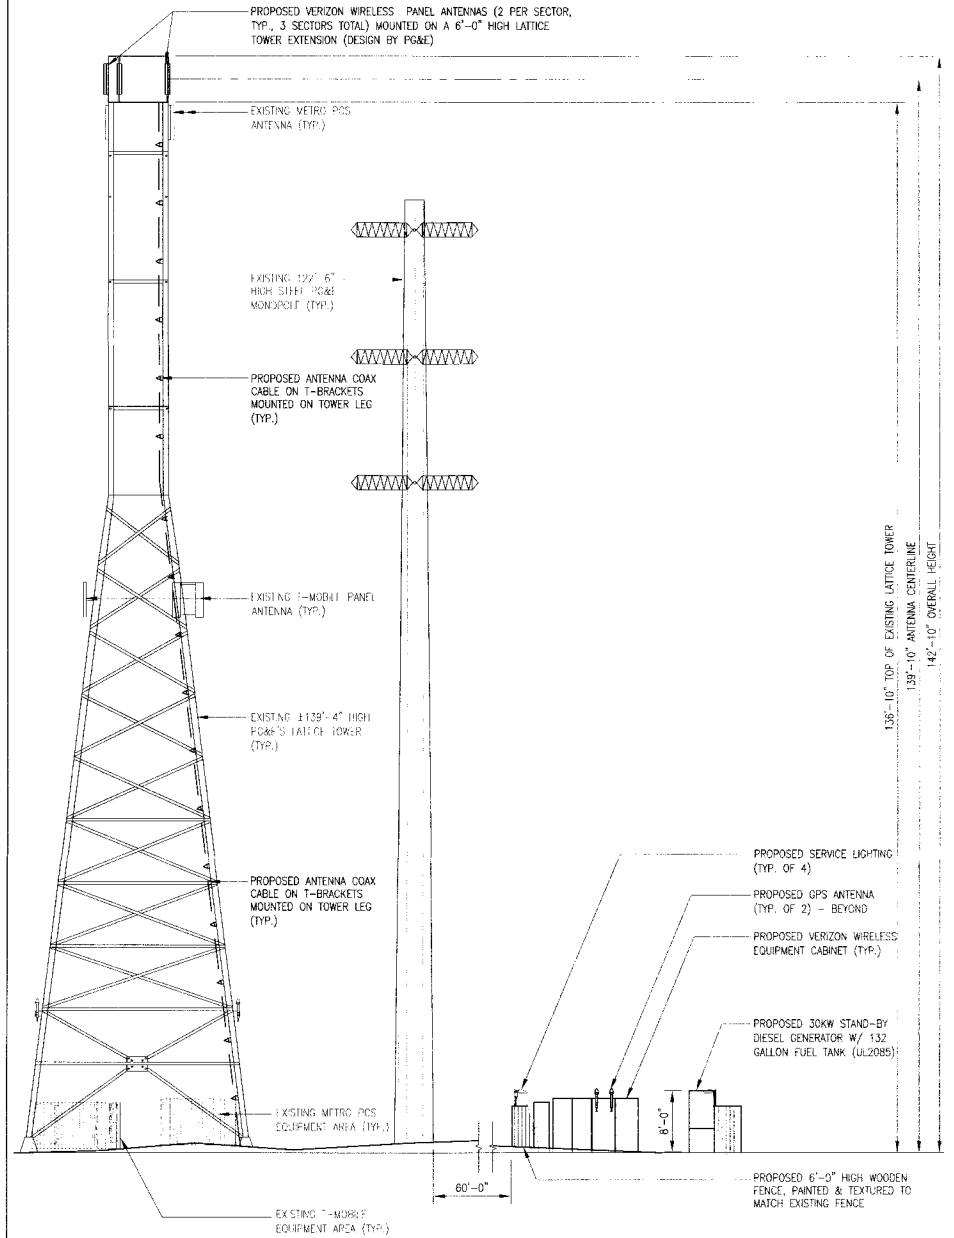 PROPOSED VERIZON WIRELESS PANEL ANTENNAS (2 PER SECTOR,
TYP., 3 SECTORS TOTAL) MOUNTED ON A 6'-0" HIGH LATTICE
TOWER EXTENSION (DESIGN BY PG&E)
EXISTING METRO PCS
ANTENNA (TYP.)
EXISTING 122'-6"
HIGH STEEL PG&E
MONOPOLE (TYP.)
PROPOSED ANTENNA COAX
CABLE ON T-BRACKETS
MOUNTED ON TOWER LEG
(TYP.)
EXISTING T-MOBILE PANEL
ANTENNA (TYP.)
EXISTING ±139'-4" HIGH
PG&E'S LATTICE TOWER
(TYP.)
PROPOSED ANTENNA COAX
CABLE ON T-BRACKETS
MOUNTED ON TOWER LEG
(TYP.)
EXISTING METRO PCS
EQUIPMENT AREA (TYP.)
EXISTING T-MOBILE
EQUIPMENT AREA (TYP.)
60'-0"
8'-0"
136'-10" TOP OF EXISTING LATTICE TOWER
139'-10" ANTENNA CENTERLINE
142'-10" OVERALL HEIGHT
PROPOSED SERVICE LIGHTING
(TYP. OF 4)
PROPOSED GPS ANTENNA
(TYP. OF 2) - BEYOND
PROPOSED VERIZON WIRELESS
EQUIPMENT CABINET (TYP.)
PROPOSED 30KW STAND-BY
DIESEL GENERATOR W/ 132
GALLON FUEL TANK (UL2085)
PROPOSED 6'-0" HIGH WOODEN
FENCE, PAINTED & TEXTURED TO
MATCH EXISTING FENCE